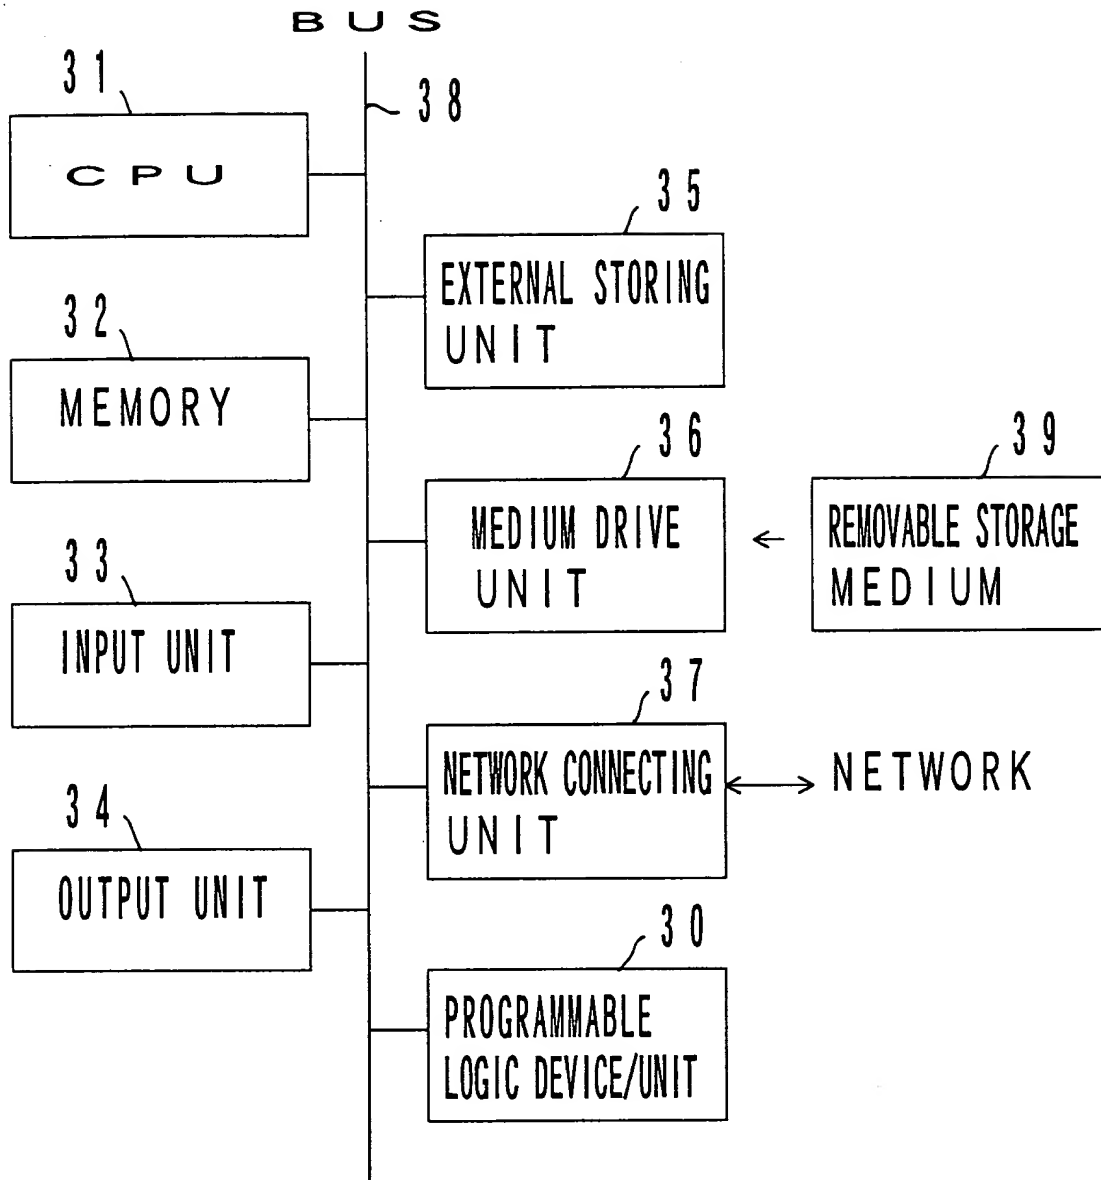 BUS
31
38
CPU
35
EXTERNAL STORING
UNIT
32
MEMORY
36
39
MEDIUM DRIVE
UNIT
REMOVABLE STORAGE
MEDIUM
33
INPUT UNIT
37
NETWORK CONNECTING
UNIT
NETWORK
34
OUTPUT UNIT
30
PROGRAMMABLE
LOGIC DEVICE/UNIT